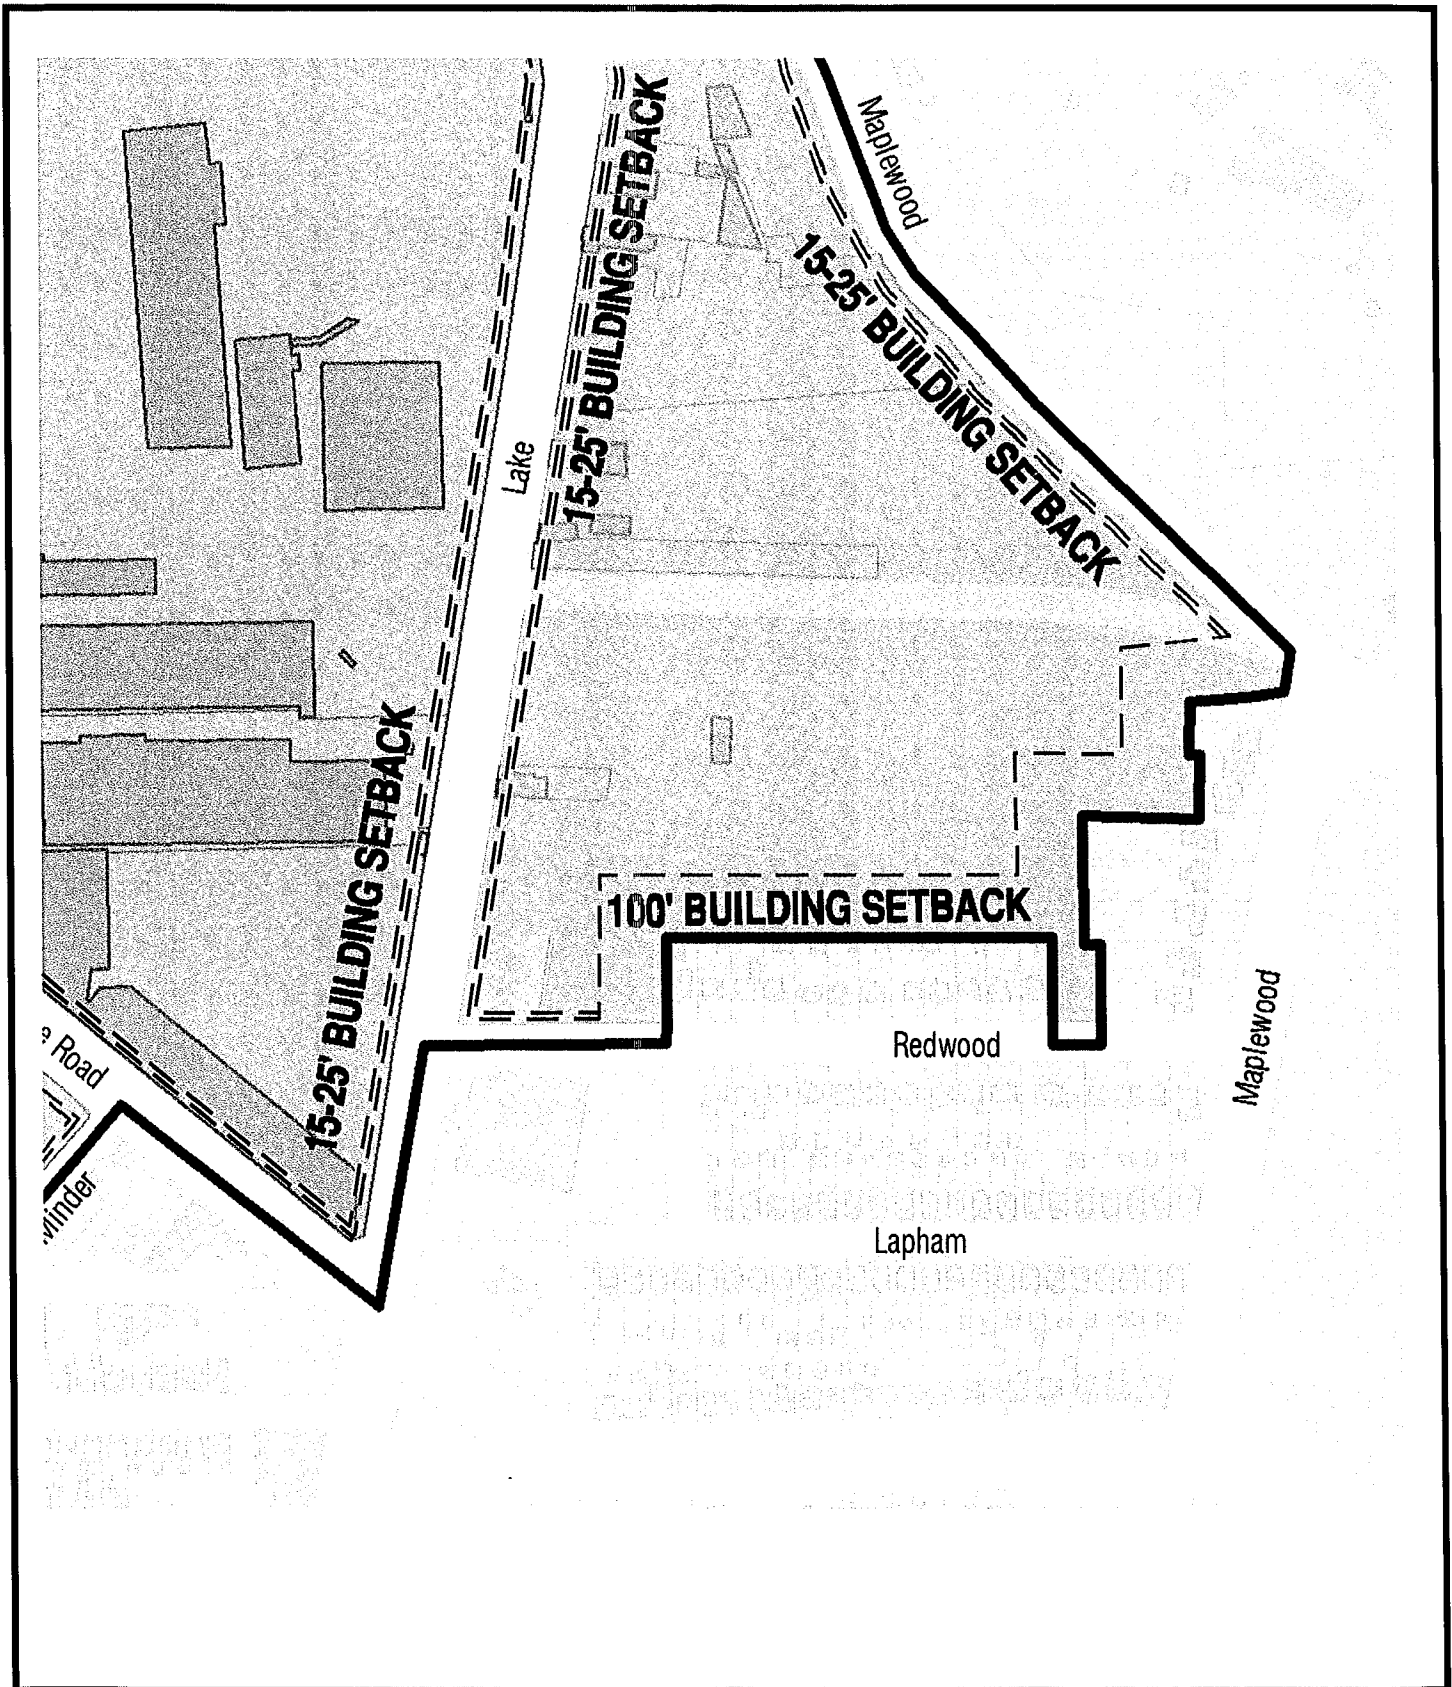 Maplewood
15-25' BUILDING SETBACK
15-25' BUILDING SETBACK
Lake
15-25' BUILDING SETBACK
100' BUILDING SETBACK
Redwood
Maplewood
Road
Lapham